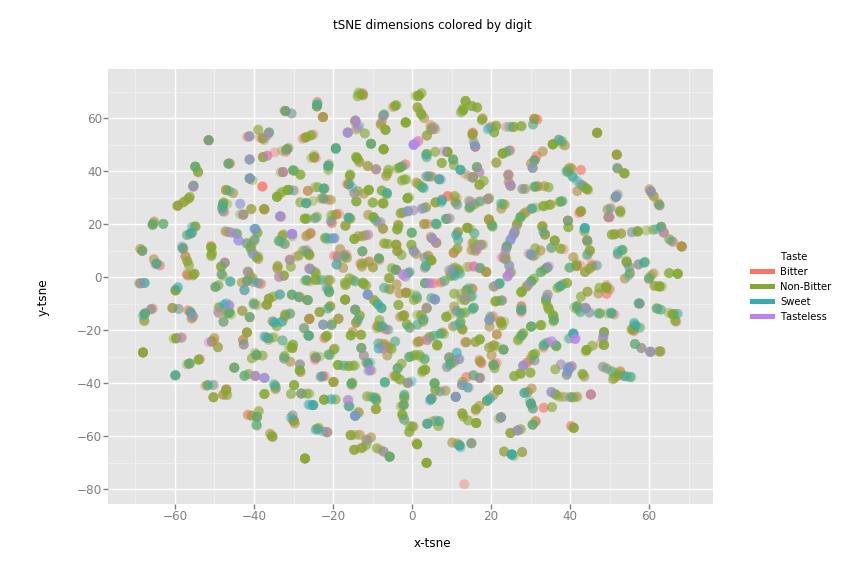 tSNE dimensions colored by digit
y-tsne
60
40
20
0
−20
−40
−60
−80
−60 −40 −20 0 20 40 60
x-tsne
Taste
Bitter
Non-Bitter
Sweet
Tasteless